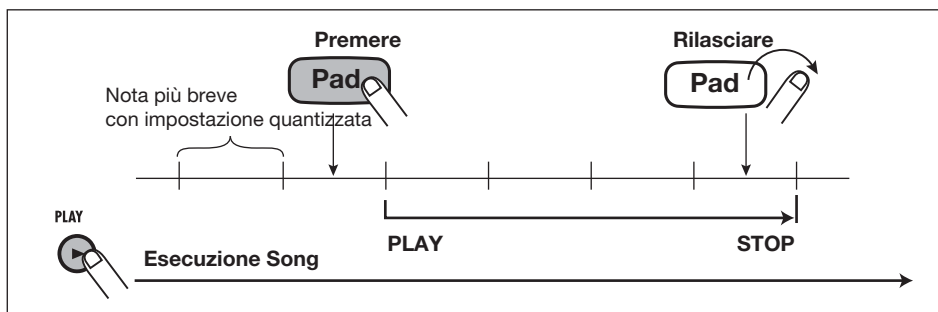 Premere
Rilasciare
Pad
Pad
Nota più breve
con impostazione quantizzata
PLAY
PLAY
STOP
Esecuzione Song